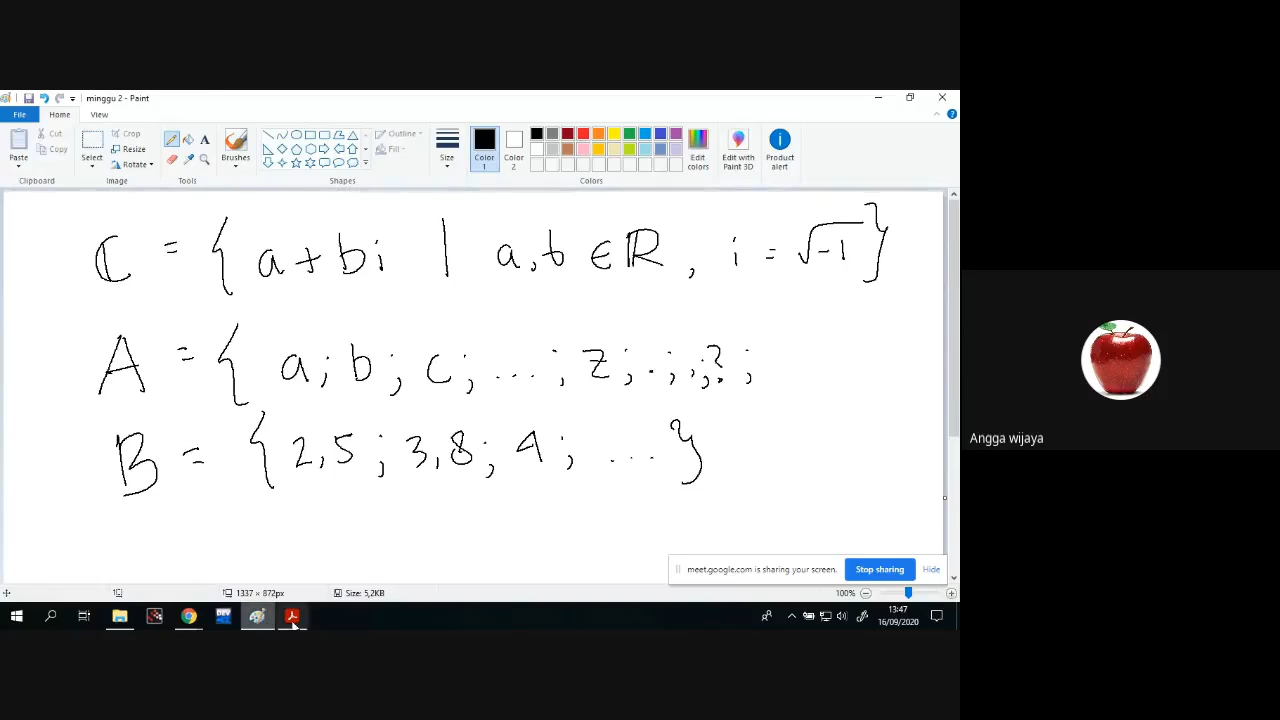 minggu 2 - Paint
File Home View
Paste Cut Copy Select Crop Resize Rotate Brushes Outline Fill Size Color 1 Color 2 Edit colors Edit with Paint 3D Product alert
Clipboard Image Tools Shapes Colors
ℂ = { a+bi | a,b ∈ ℝ, i = √-1 }
A = { a; b; c; ...; z; .; ,; ?;
B = { 2,5; 3,8; 4; ... }
Angga wijaya
meet.google.com is sharing your screen. Stop sharing Hide
1337 × 872px Size: 5,2KB 100%
DEV 13:47
16/09/2020